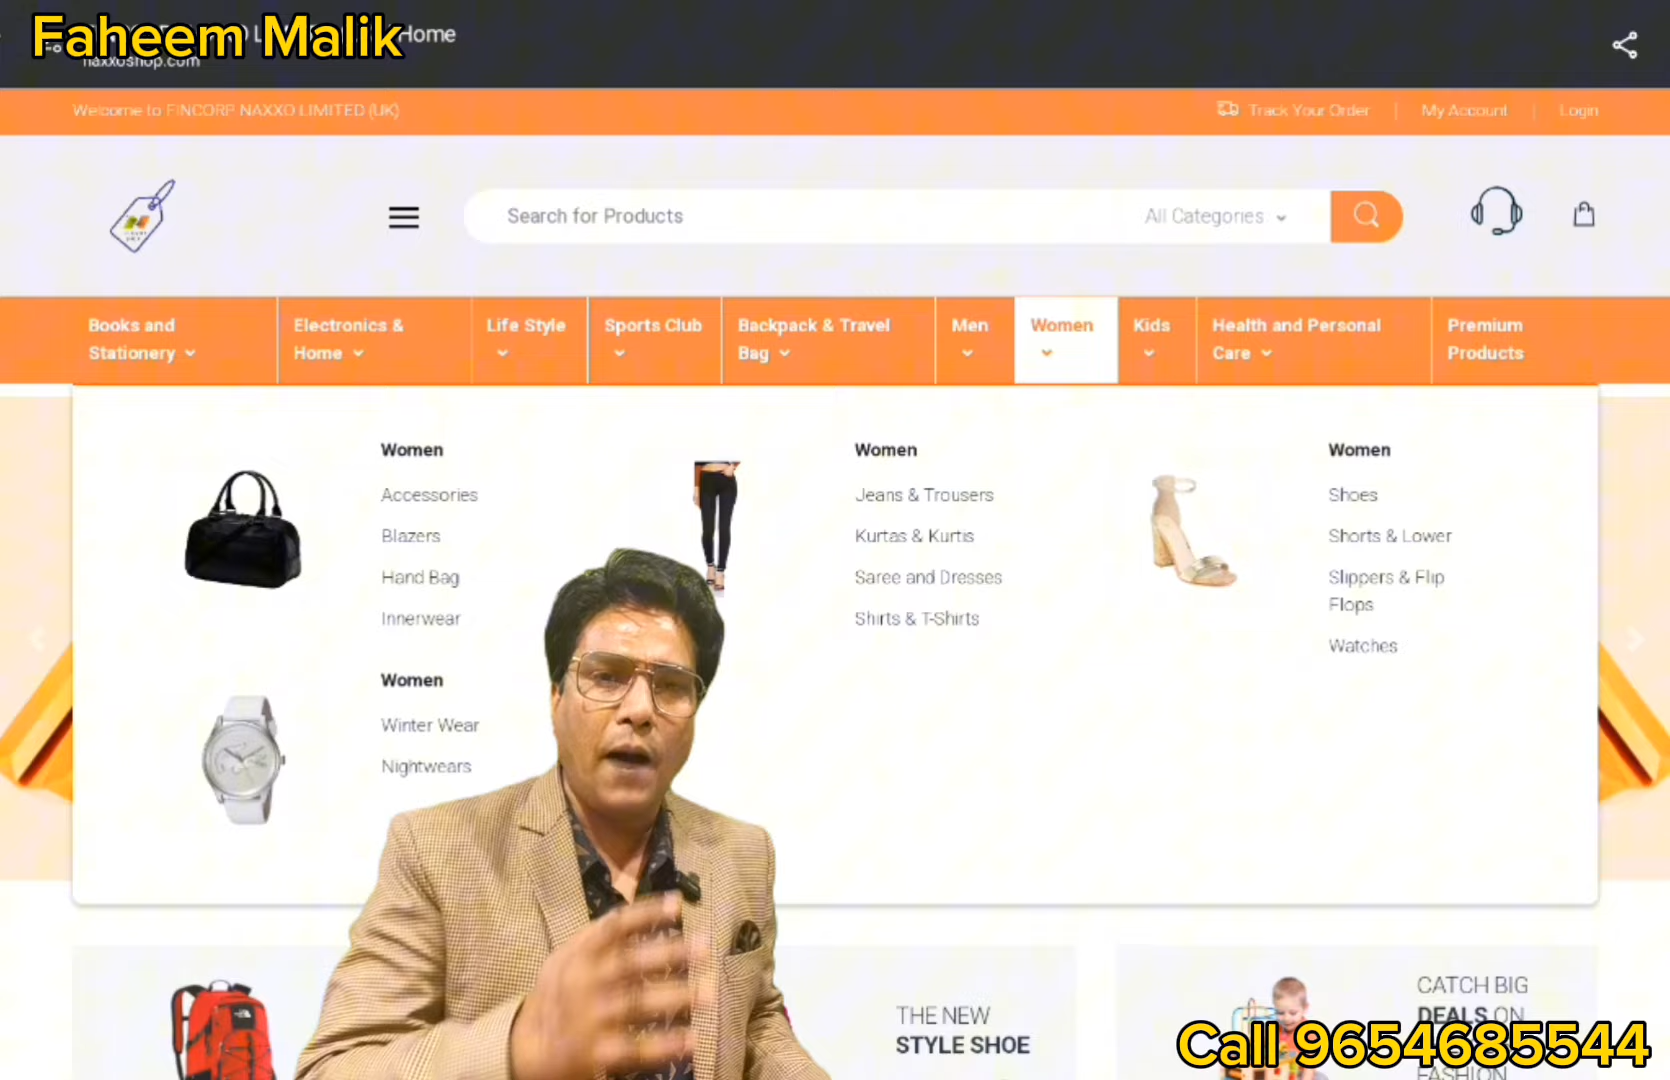 Faheem Malik
Home
naxxoshop.com
Welcome to FINCORP NAXXO LIMITED (UK)
Track Your Order
My Account
Login
Search for Products
All Categories
Books and
Stationery
Electronics &
Home
Life Style
Sports Club
Backpack & Travel
Bag
Men
Women
Kids
Health and Personal
Care
Premium
Products
Women
Accessories
Blazers
Hand Bag
Innerwear
Women
Jeans & Trousers
Kurtas & Kurtis
Saree and Dresses
Shirts & T-Shirts
Women
Shoes
Shorts & Lower
Slippers & Flip
Flops
Watches
Women
Winter Wear
Nightwears
THE NEW
STYLE SHOE
CATCH BIG
DEALS ON
FASHION
Call 9654685544